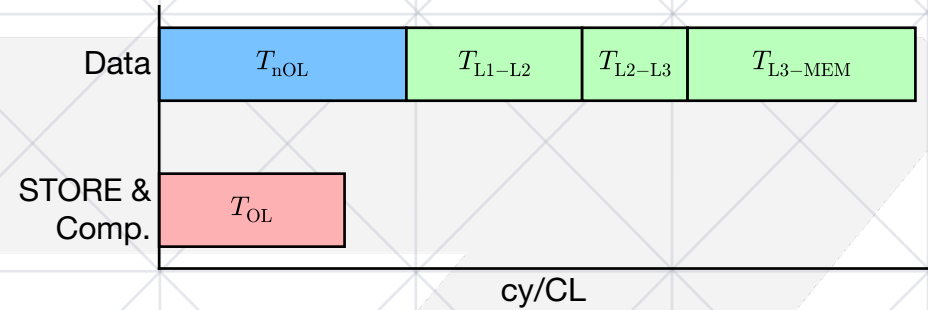 Data
T_nOL
T_L1−L2
T_L2−L3
T_L3−MEM
STORE &
Comp.
T_OL
cy/CL